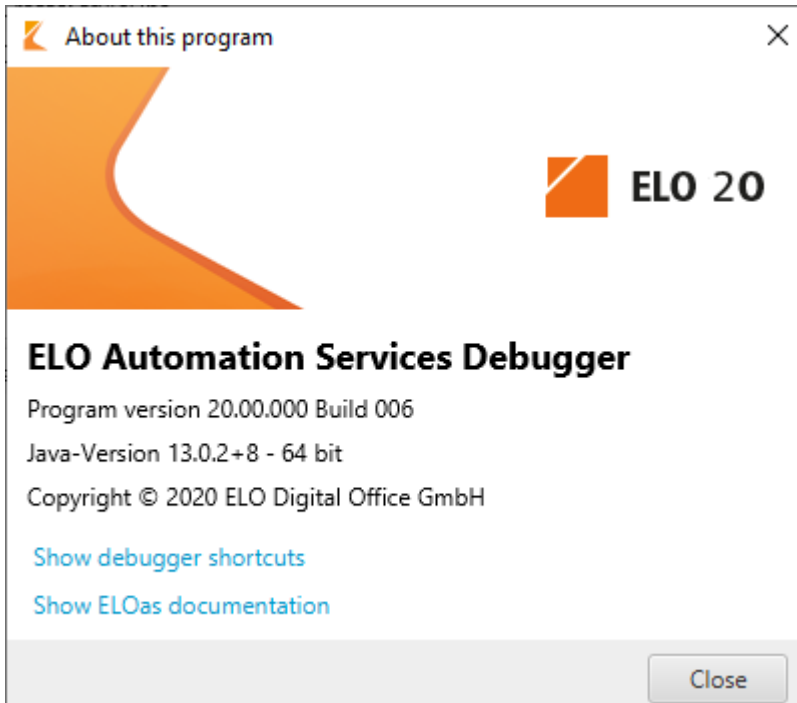 About this program
ELO 20
ELO Automation Services Debugger
Program version 20.00.000 Build 006
Java-Version 13.0.2+8 - 64 bit
Copyright © 2020 ELO Digital Office GmbH
Show debugger shortcuts
Show ELOas documentation
Close